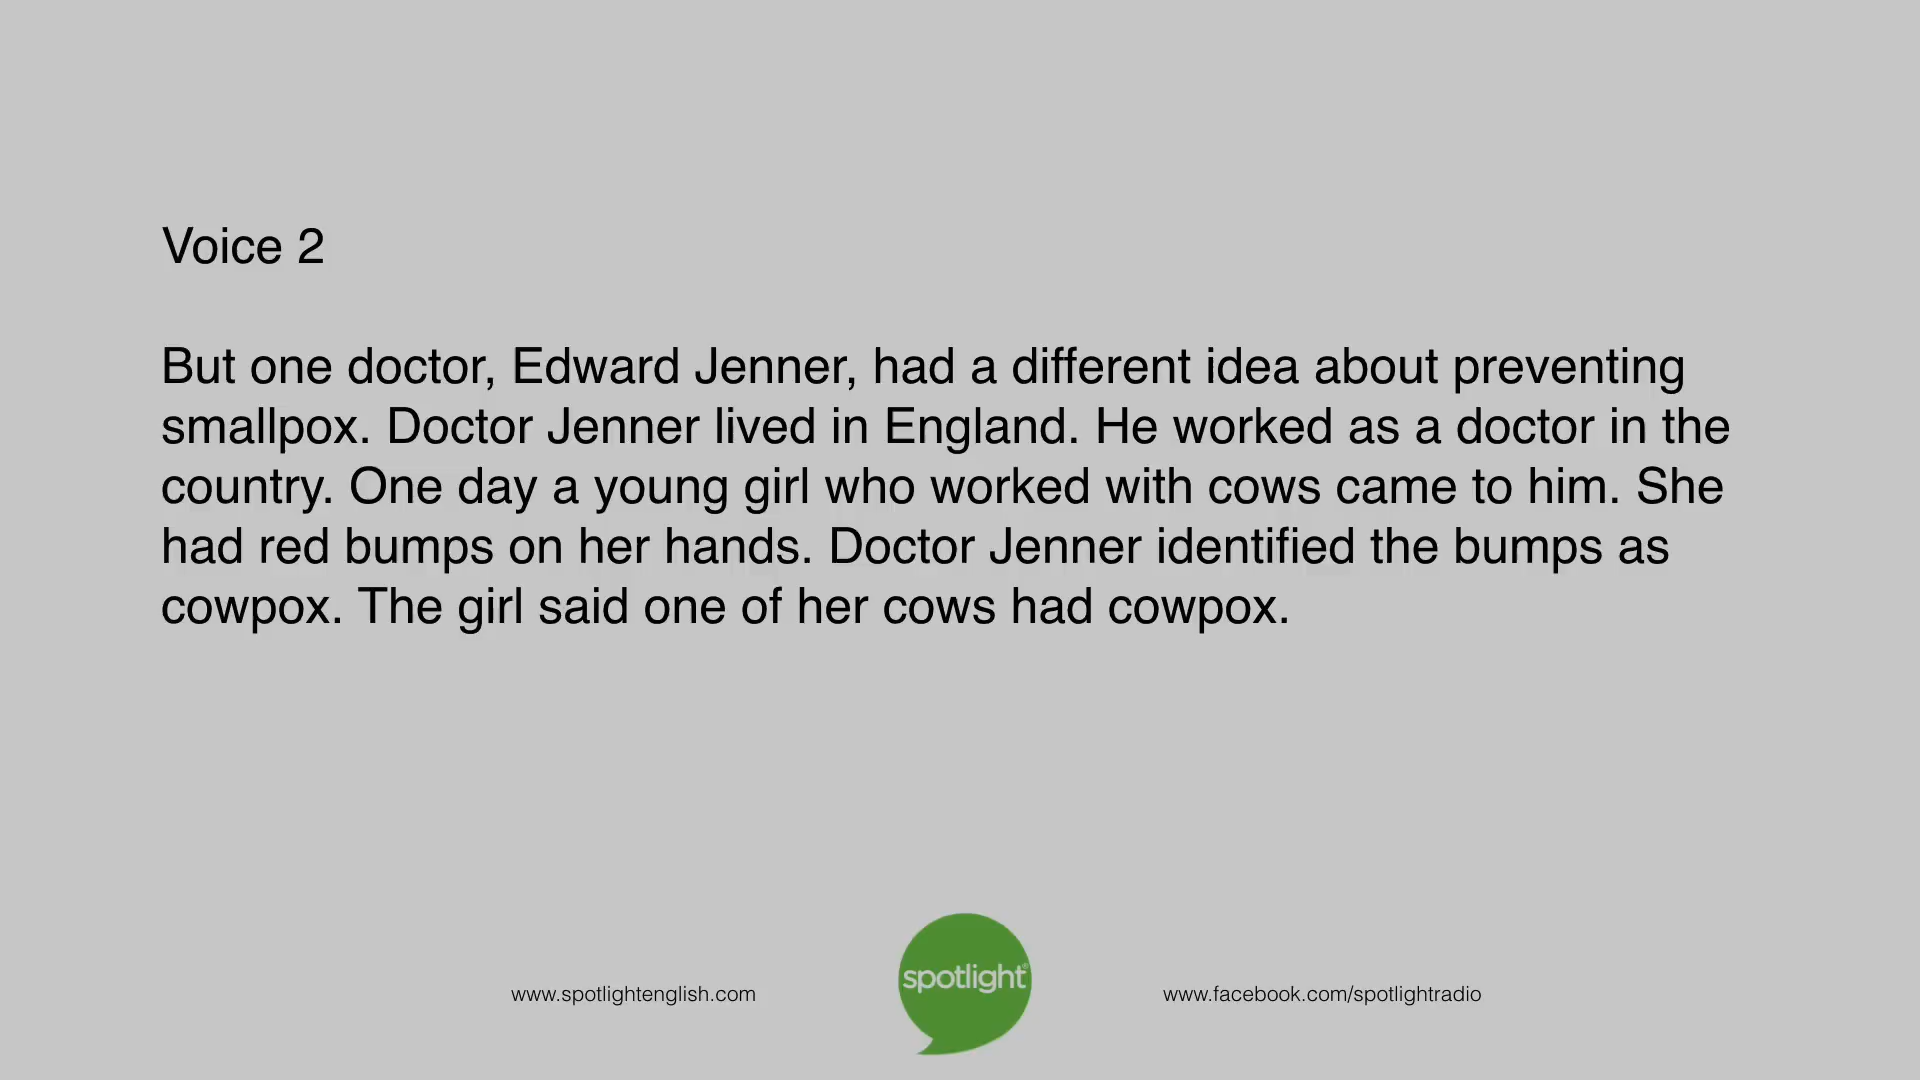 Voice 2
But one doctor, Edward Jenner, had a different idea about preventing
smallpox. Doctor Jenner lived in England. He worked as a doctor in the
country. One day a young girl who worked with cows came to him. She
had red bumps on her hands. Doctor Jenner identified the bumps as
cowpox. The girl said one of her cows had cowpox.
spotlight®
www.spotlightenglish.com
www.facebook.com/spotlightradio